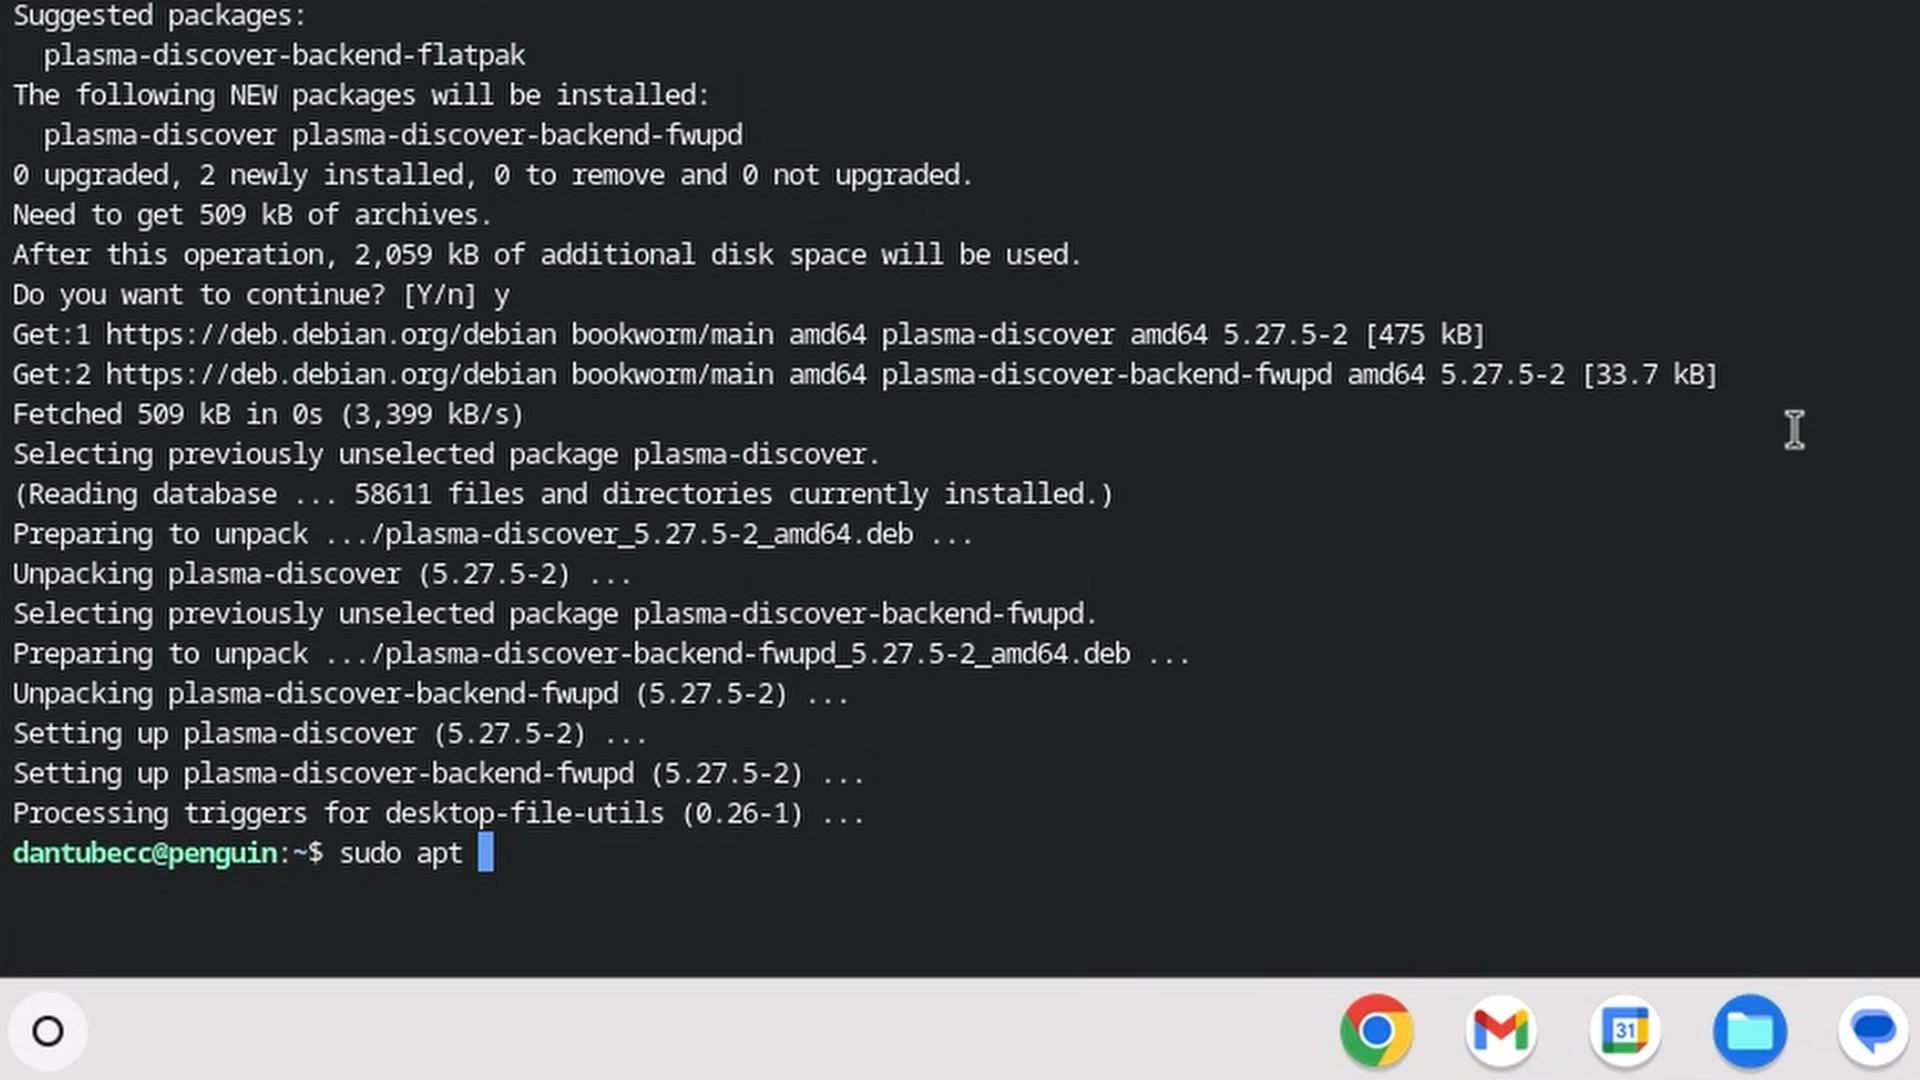 Suggested packages:
plasma-discover-backend-flatpak
The following NEW packages will be installed:
plasma-discover plasma-discover-backend-fwupd
0 upgraded, 2 newly installed, 0 to remove and 0 not upgraded.
Need to get 509 kB of archives.
After this operation, 2,059 kB of additional disk space will be used.
Do you want to continue? [Y/n] y
Get:1 https://deb.debian.org/debian bookworm/main amd64 plasma-discover amd64 5.27.5-2 [475 kB]
Get:2 https://deb.debian.org/debian bookworm/main amd64 plasma-discover-backend-fwupd amd64 5.27.5-2 [33.7 kB]
Fetched 509 kB in 0s (3,399 kB/s)
Selecting previously unselected package plasma-discover.
(Reading database ... 58611 files and directories currently installed.)
Preparing to unpack .../plasma-discover_5.27.5-2_amd64.deb ...
Unpacking plasma-discover (5.27.5-2) ...
Selecting previously unselected package plasma-discover-backend-fwupd.
Preparing to unpack .../plasma-discover-backend-fwupd_5.27.5-2_amd64.deb ...
Unpacking plasma-discover-backend-fwupd (5.27.5-2) ...
Setting up plasma-discover (5.27.5-2) ...
Setting up plasma-discover-backend-fwupd (5.27.5-2) ...
Processing triggers for desktop-file-utils (0.26-1) ...
dantubecc@penguin:~$ sudo apt
31